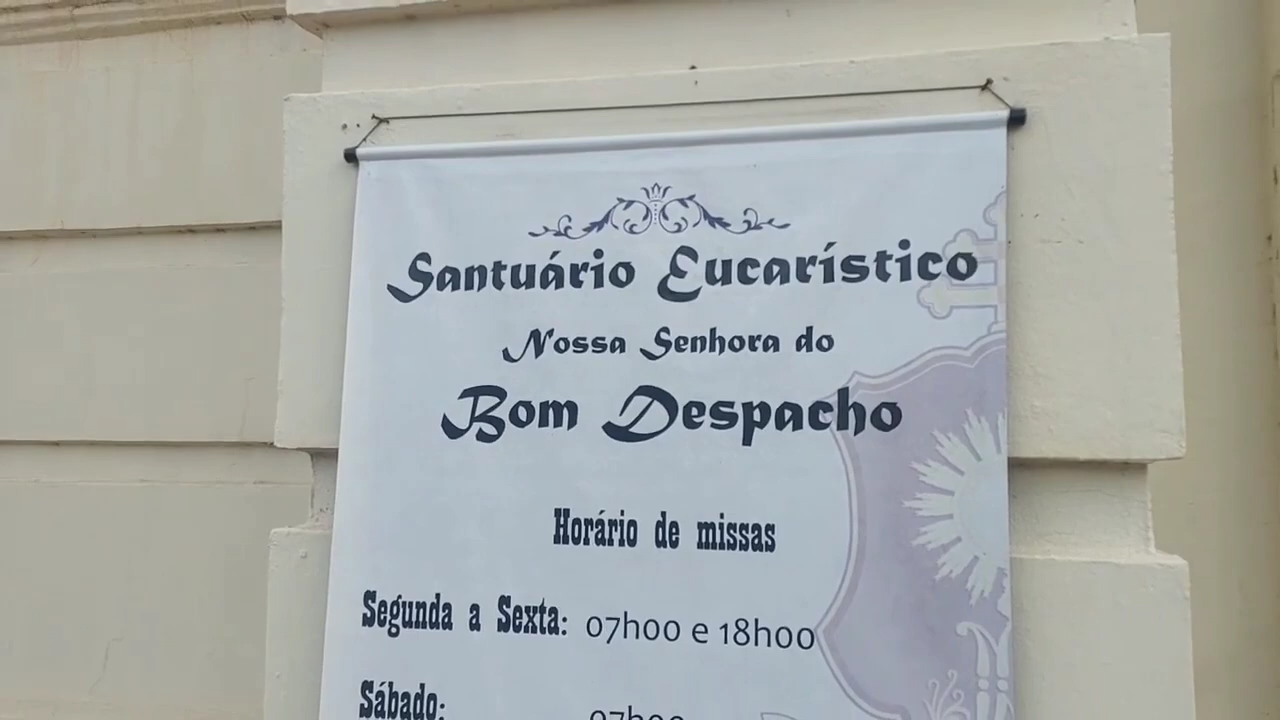 Santuário Eucarístico
Nossa Senhora do
Bom Despacho
Horário de missas
Segunda a Sexta: 07h00 e 18h00
Sábado: 07h00